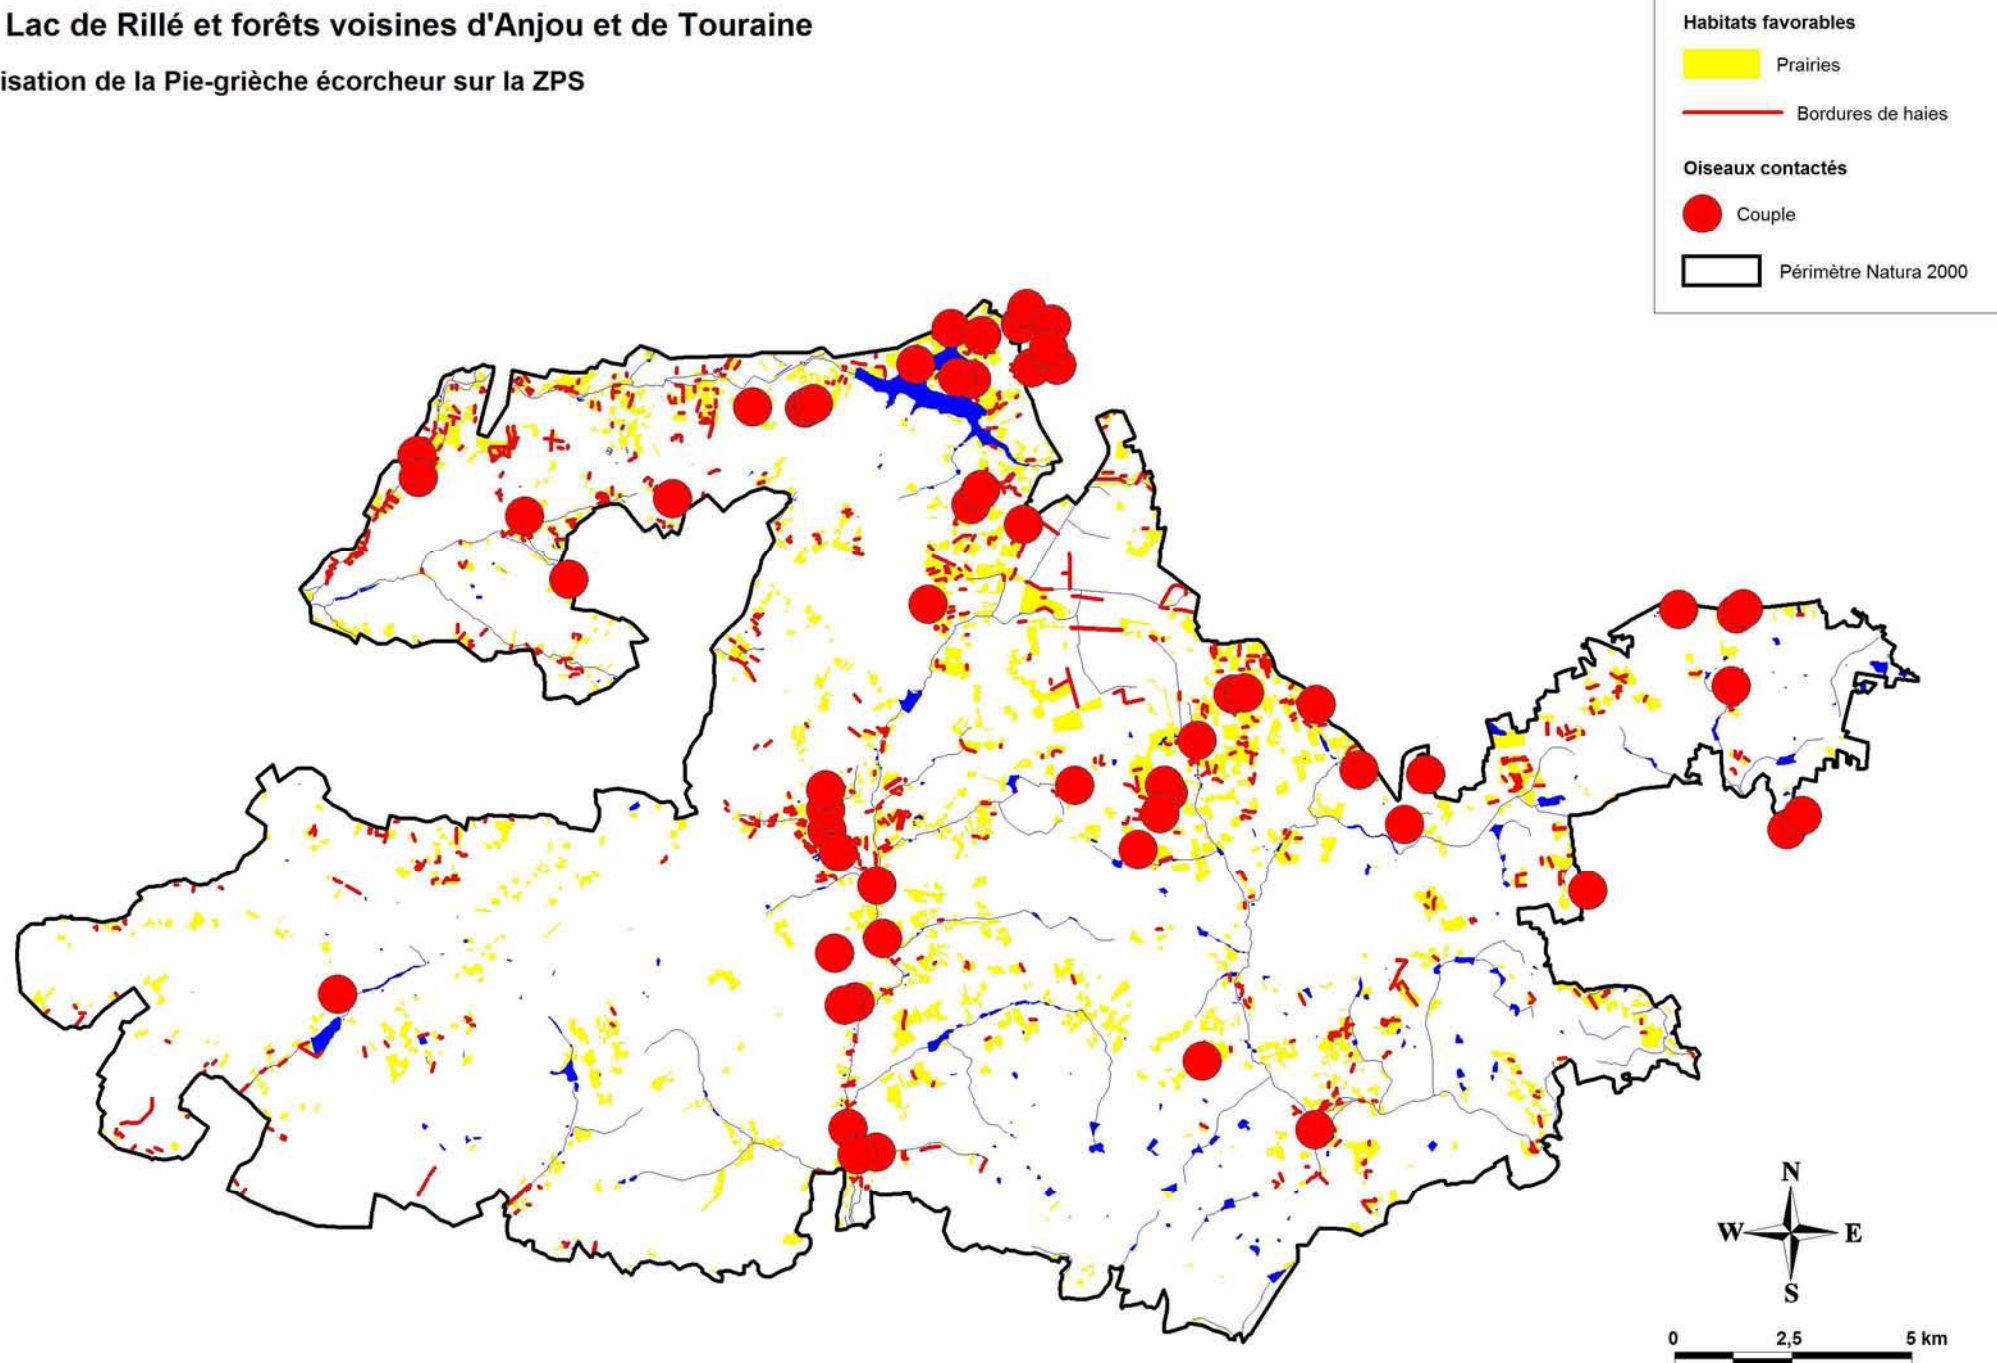 Lac de Rillé et forêts voisines d'Anjou et de Touraine
isation de la Pie-grièche écorcheur sur la ZPS
Habitats favorables
Prairies
Bordures de haies
Oiseaux contactés
Couple
Périmètre Natura 2000
N
W E
S
0 2,5 5 km